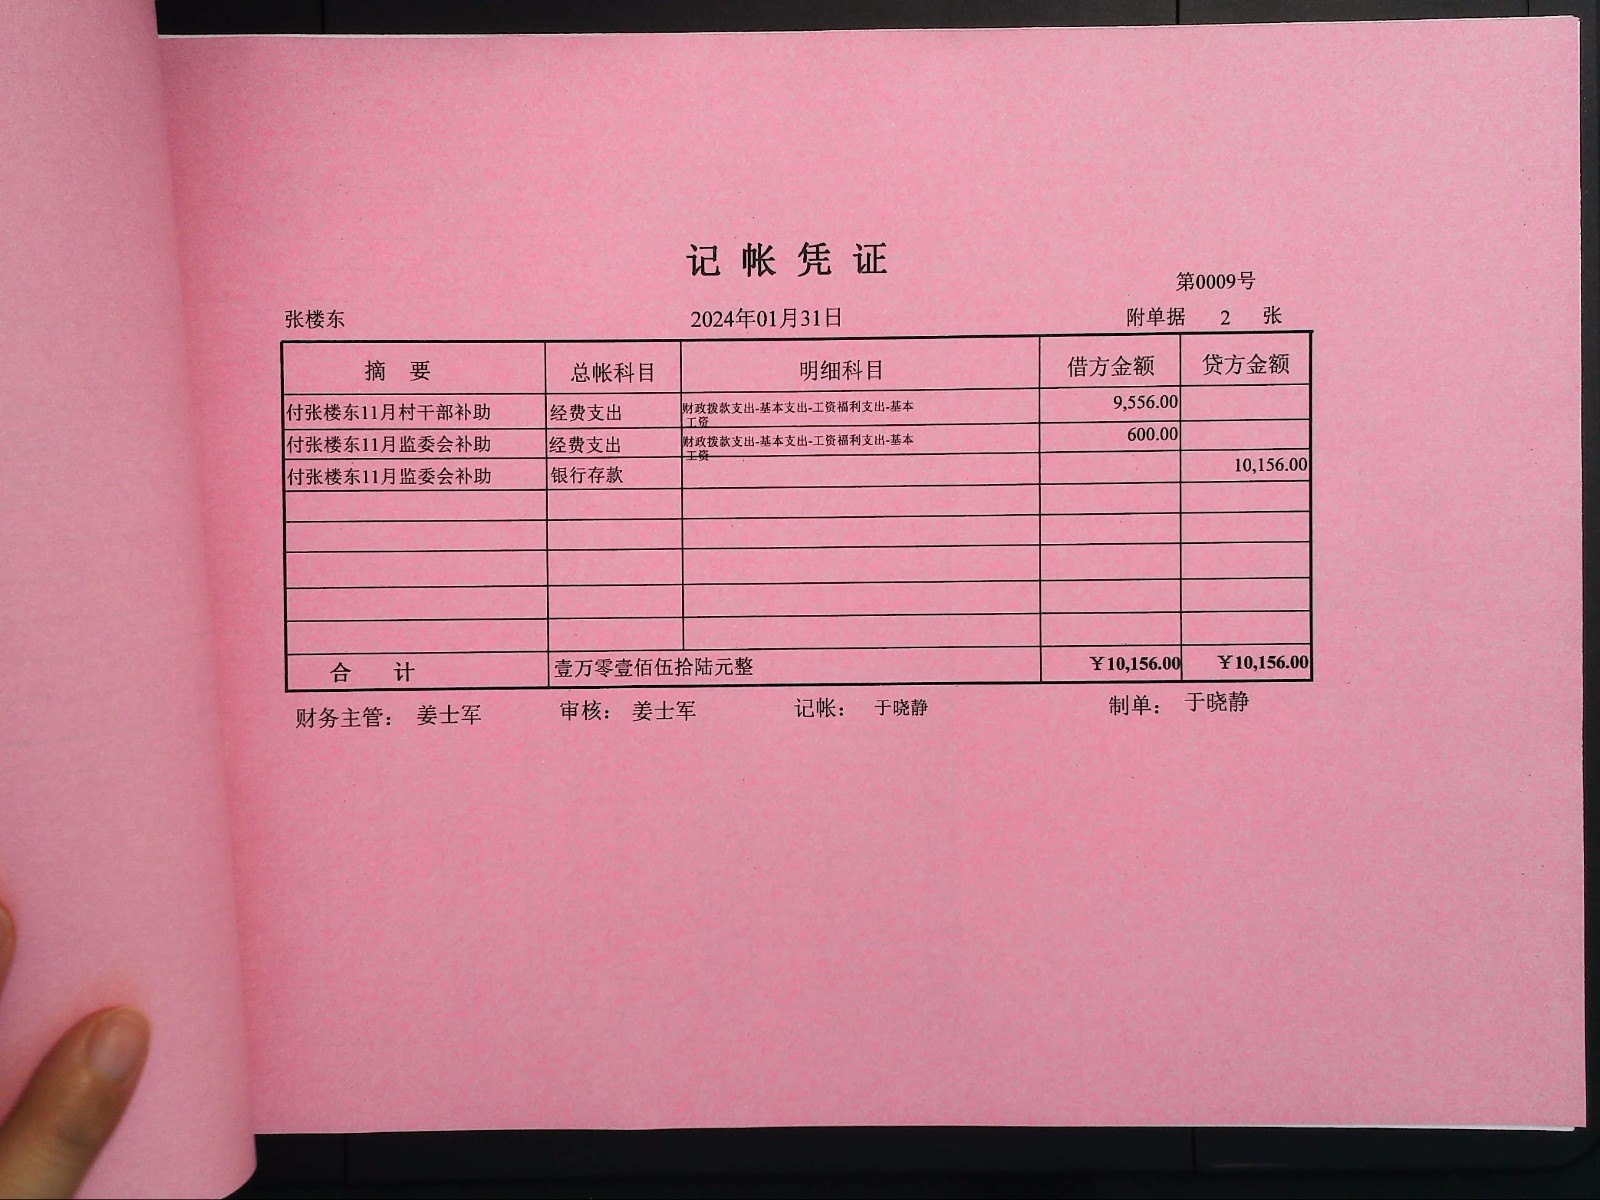 记帐凭证
第0009号
张楼东 2024年01月31日 附单据 2 张
摘 要 总帐科目 明细科目 借方金额 贷方金额
付张楼东11月村干部补助 经费支出 财政拨款支出-基本支出-工资福利支出-基本 9,556.00
工资
付张楼东11月监委会补助 经费支出 财政拨款支出-基本支出-工资福利支出-基本 600.00
工资
付张楼东11月监委会补助 银行存款 10,156.00
合 计 壹万零壹佰伍拾陆元整 ¥10,156.00 ¥10,156.00
财务主管： 姜士军 审核： 姜士军 记帐： 于晓静 制单： 于晓静